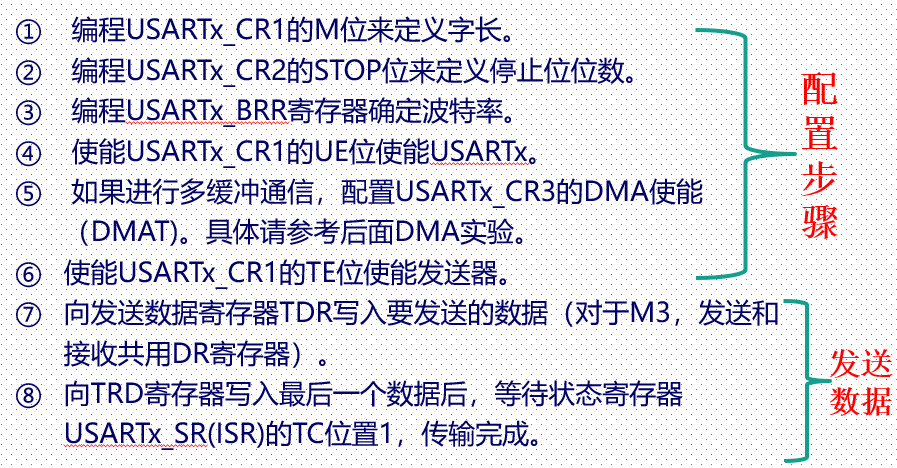 ① 编程USARTx_CR1的M位来定义字长。
② 编程USARTx_CR2的STOP位来定义停止位位数。
③ 编程USARTx_BRR寄存器确定波特率。
④ 使能USARTx_CR1的UE位使能USARTx。
⑤ 如果进行多缓冲通信，配置USARTx_CR3的DMA使能
（DMAT)。具体请参考后面DMA实验。
⑥ 使能USARTx_CR1的TE位使能发送器。
⑦ 向发送数据寄存器TDR写入要发送的数据（对于M3，发送和
接收共用DR寄存器）。
⑧ 向TRD寄存器写入最后一个数据后，等待状态寄存器
USARTx_SR(ISR)的TC位置1，传输完成。
配置步骤
发送
数据